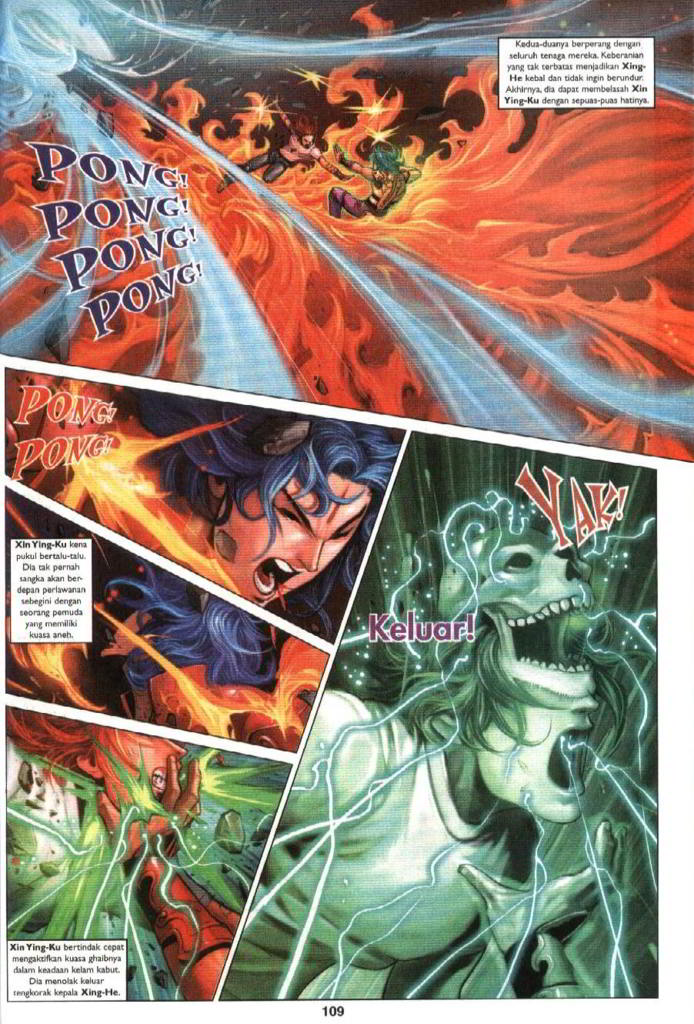 Kedua-duanya berperang dengan
seluruh tenaga mereka. Keberanian
yang tak terbatas menjadikan Xing-
He kebal dan tidak ingin berundur.
Akhirnya, dia dapat membelasah Xin
Ying-Ku dengan sepuas-puas hatinya.
PONG!
PONG!
PONG!
PONG!
PONG!
PONG!
Xin Ying-Ku kena
pukul bertalu-talu.
Dia tak pernah
sangka akan ber-
depan perlawanan
sebegini dengan
seorang pemuda
yang memiliki
kuasa aneh.
YAK!
Keluar!
Xin Ying-Ku bertindak cepat
mengaktifkan kuasa ghaibnya
dalam keadaan kelam kabut.
Dia menolak keluar
tengkorak kepala Xing-He.
109